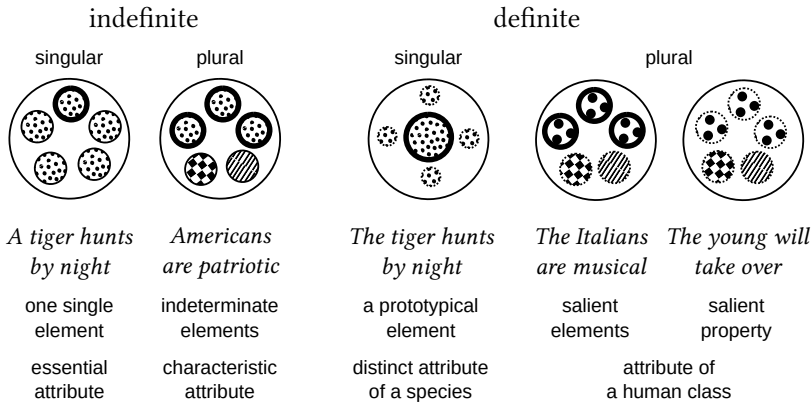 indefinite definite
singular plural singular plural
A tiger hunts Americans The tiger hunts The Italians The young will
by night are patriotic by night are musical take over
one single indeterminate a prototypical salient salient
element elements element elements property
essential characteristic distinct attribute attribute of
attribute attribute of a species a human class